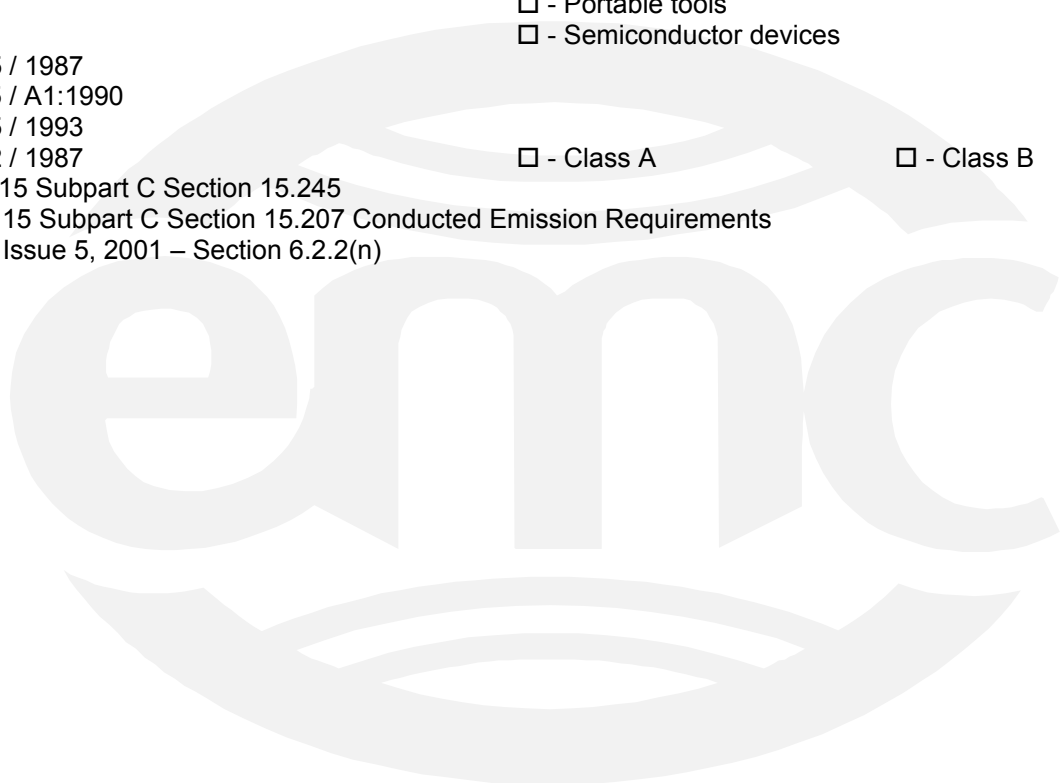 ☐ - Portable tools
☐ - Semiconductor devices
/ 1987
/ A1:1990
/ 1993
/ 1987 ☐ - Class A ☐ - Class B
15 Subpart C Section 15.245
15 Subpart C Section 15.207 Conducted Emission Requirements
Issue 5, 2001 – Section 6.2.2(n)
emc